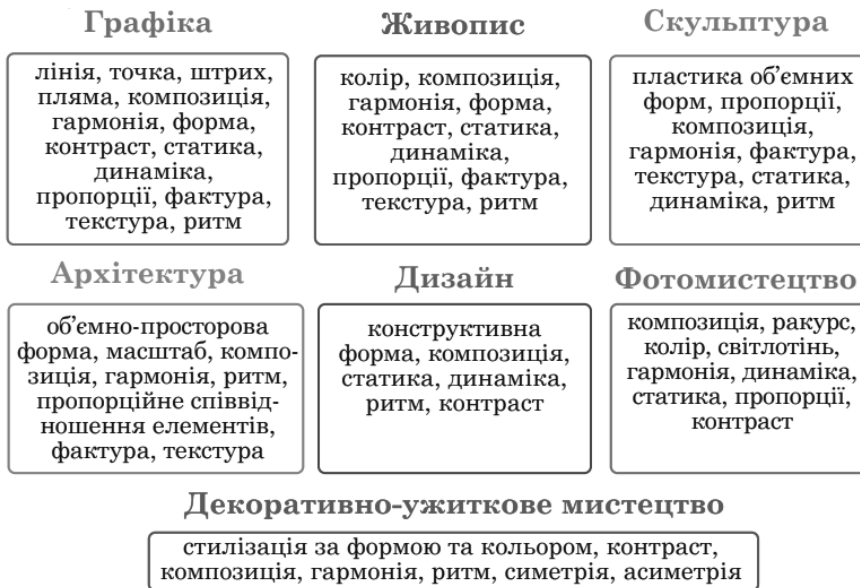 Графіка
лінія, точка, штрих,
пляма, композиція,
гармонія, форма,
контраст, статика,
динаміка,
пропорції, фактура,
текстура, ритм
Живопис
колір, композиція,
гармонія, форма,
контраст, статика,
динаміка,
пропорції, фактура,
текстура, ритм
Скульптура
пластика об’ємних
форм, пропорції,
композиція,
гармонія, фактура,
текстура, статика,
динаміка, ритм
Архітектура
об’ємно-просторова
форма, масштаб, компо-
зиція, гармонія, ритм,
пропорційне співвід-
ношення елементів,
фактура, текстура
Дизайн
конструктивна
форма, композиція,
статика, динаміка,
ритм, контраст
Фотомистецтво
композиція, ракурс,
колір, світлотінь,
гармонія, динаміка,
статика, пропорції,
контраст
Декоративно-ужиткове мистецтво
стилізація за формою та кольором, контраст,
композиція, гармонія, ритм, симетрія, асиметрія